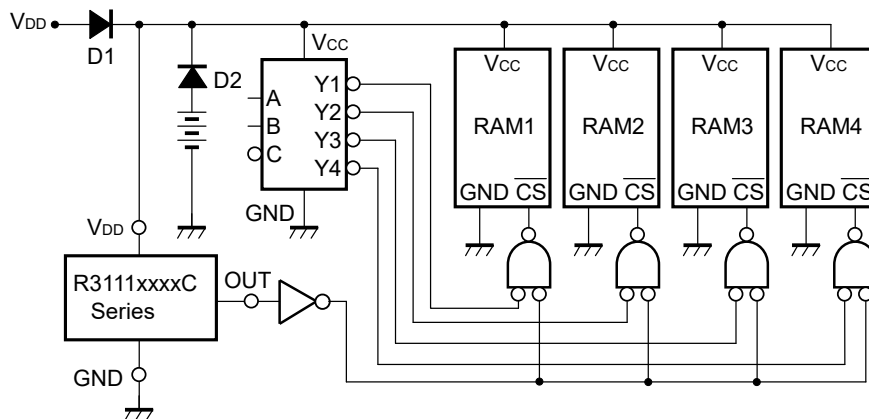 VDD
D1
D2
VCC
A
B
C
Y1
Y2
Y3
Y4
GND
VCC
RAM1
GND CS
VCC
RAM2
GND CS
VCC
RAM3
GND CS
VCC
RAM4
GND CS
VDD
R3111xxxxC
Series
OUT
GND